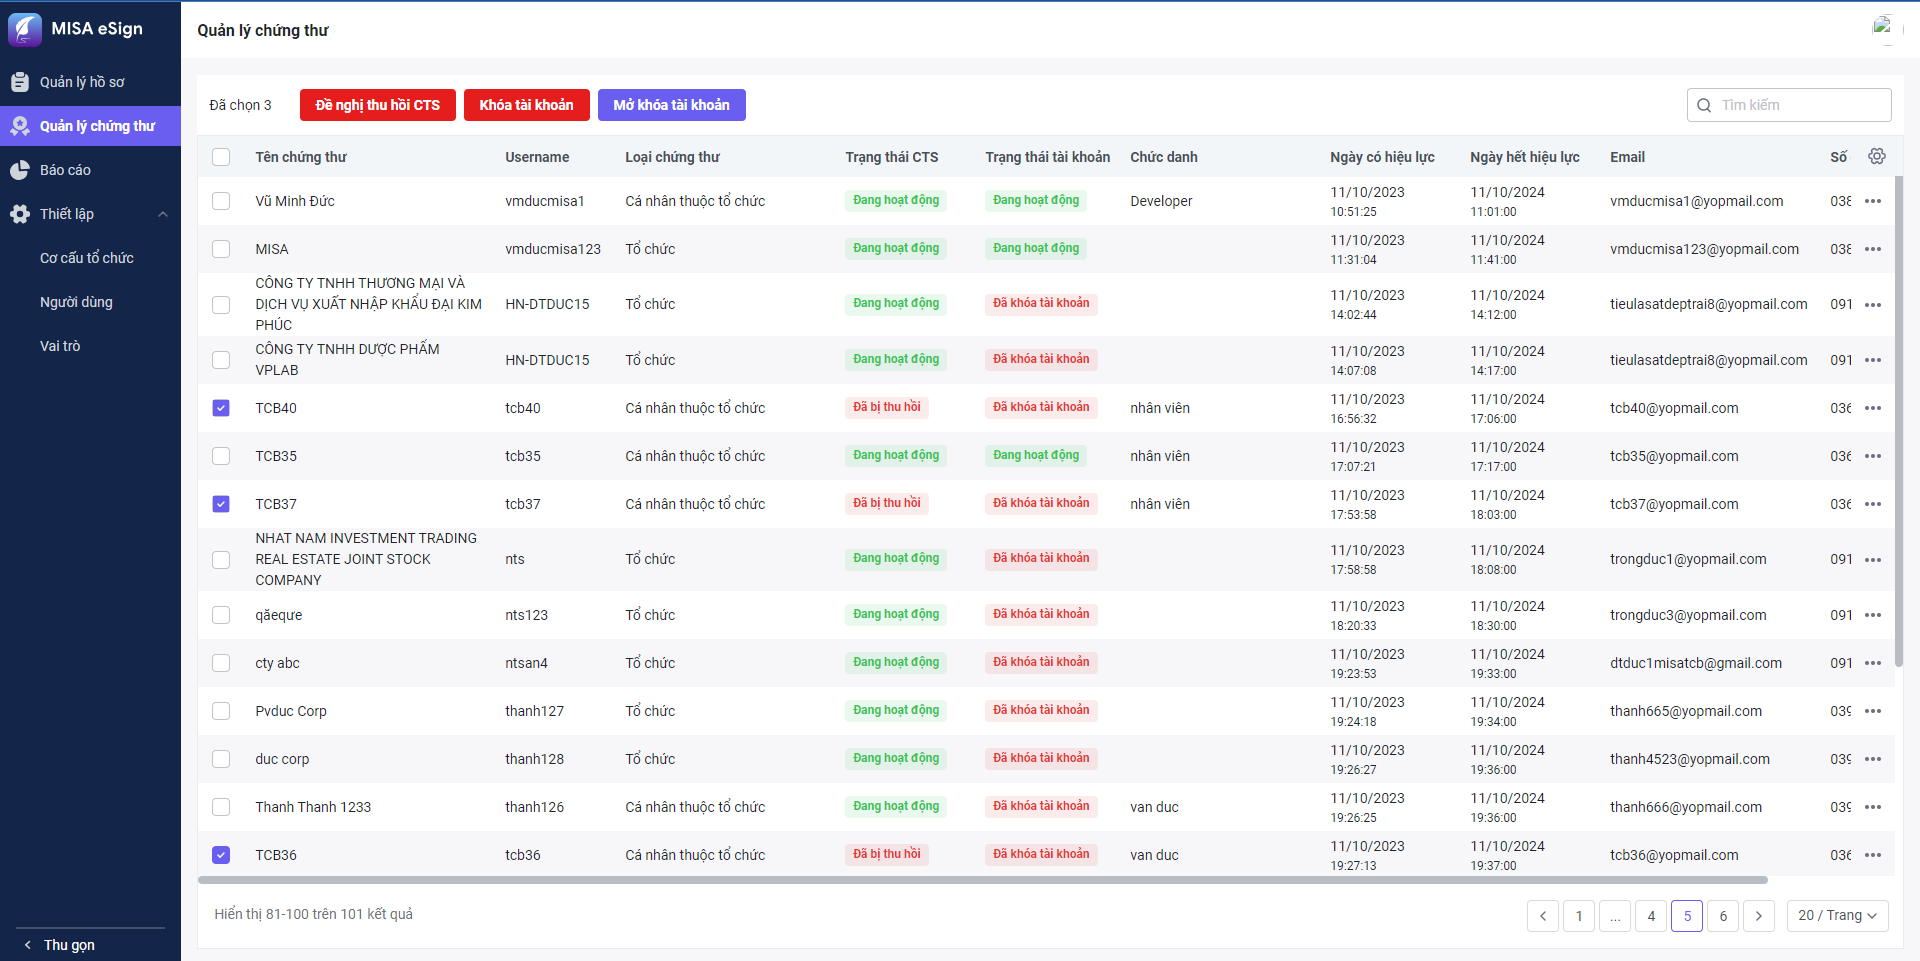 MISA eSign
Quản lý chứng thư
Quản lý hồ sơ
Quản lý chứng thư
Báo cáo
Thiết lập
Cơ cấu tổ chức
Người dùng
Vai trò
Thu gọn
Đã chọn 3 Đề nghị thu hồi CTS Khóa tài khoản Mở khóa tài khoản Tìm kiếm
Tên chứng thư Username Loại chứng thư Trạng thái CTS Trạng thái tài khoản Chức danh Ngày có hiệu lực Ngày hết hiệu lực Email Số
Vũ Minh Đức vmducmisa1 Cá nhân thuộc tổ chức Đang hoạt động Đang hoạt động Developer 11/10/2023 11/10/2024 vmducmisa1@yopmail.com 038
10:51:25 11:01:00
MISA vmducmisa123 Tổ chức Đang hoạt động Đang hoạt động 11/10/2023 11/10/2024 vmducmisa123@yopmail.com 038
11:31:04 11:41:00
CÔNG TY TNHH THƯƠNG MẠI VÀ
DỊCH VỤ XUẤT NHẬP KHẨU ĐẠI KIM HN-DTDUC15 Tổ chức Đang hoạt động Đã khóa tài khoản 11/10/2023 11/10/2024 tieulasatdeptrai8@yopmail.com 091
PHÚC 14:02:44 14:12:00
CÔNG TY TNHH DƯỢC PHẨM HN-DTDUC15 Tổ chức Đang hoạt động Đã khóa tài khoản 11/10/2023 11/10/2024 tieulasatdeptrai8@yopmail.com 091
VPLAB 14:07:08 14:17:00
TCB40 tcb40 Cá nhân thuộc tổ chức Đã bị thu hồi Đã khóa tài khoản nhân viên 11/10/2023 11/10/2024 tcb40@yopmail.com 036
16:56:32 17:06:00
TCB35 tcb35 Cá nhân thuộc tổ chức Đang hoạt động Đang hoạt động nhân viên 11/10/2023 11/10/2024 tcb35@yopmail.com 036
17:07:21 17:17:00
TCB37 tcb37 Cá nhân thuộc tổ chức Đã bị thu hồi Đã khóa tài khoản nhân viên 11/10/2023 11/10/2024 tcb37@yopmail.com 036
17:53:58 18:03:00
NHAT NAM INVESTMENT TRADING
REAL ESTATE JOINT STOCK nts Tổ chức Đang hoạt động Đã khóa tài khoản 11/10/2023 11/10/2024 trongduc1@yopmail.com 091
COMPANY 17:58:58 18:08:00
qăeqưe nts123 Tổ chức Đang hoạt động Đã khóa tài khoản 11/10/2023 11/10/2024 trongduc3@yopmail.com 091
18:20:33 18:30:00
cty abc ntsan4 Tổ chức Đang hoạt động Đã khóa tài khoản 11/10/2023 11/10/2024 dtduc1misatcb@gmail.com 091
19:23:53 19:33:00
Pvduc Corp thanh127 Tổ chức Đang hoạt động Đã khóa tài khoản 11/10/2023 11/10/2024 thanh665@yopmail.com 039
19:24:18 19:34:00
duc corp thanh128 Tổ chức Đang hoạt động Đã khóa tài khoản 11/10/2023 11/10/2024 thanh4523@yopmail.com 039
19:26:27 19:36:00
Thanh Thanh 1233 thanh126 Cá nhân thuộc tổ chức Đang hoạt động Đã khóa tài khoản van duc 11/10/2023 11/10/2024 thanh666@yopmail.com 039
19:26:25 19:36:00
TCB36 tcb36 Cá nhân thuộc tổ chức Đã bị thu hồi Đã khóa tài khoản van duc 11/10/2023 11/10/2024 tcb36@yopmail.com 036
19:27:13 19:37:00
Hiển thị 81-100 trên 101 kết quả 1 ... 4 5 6 20 / Trang